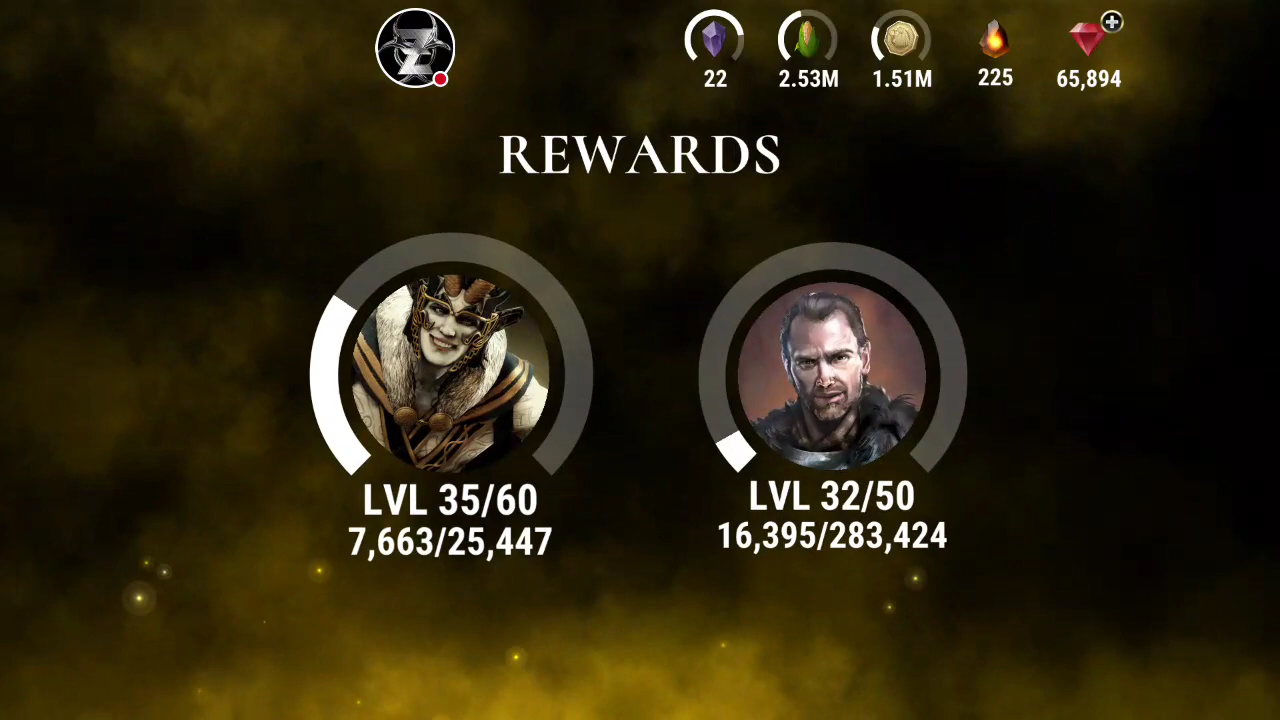 22
2.53M
1.51M
225
65,894
REWARDS
LVL 35/60
7,663/25,447
LVL 32/50
16,395/283,424